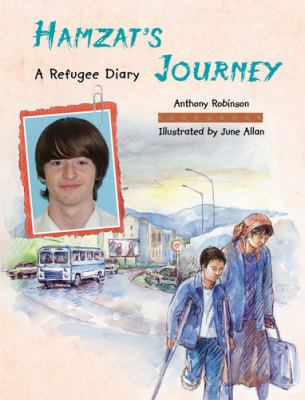 HAMZAT'S
JOURNEY
A Refugee Diary
Anthony Robinson
Illustrated by June Allan